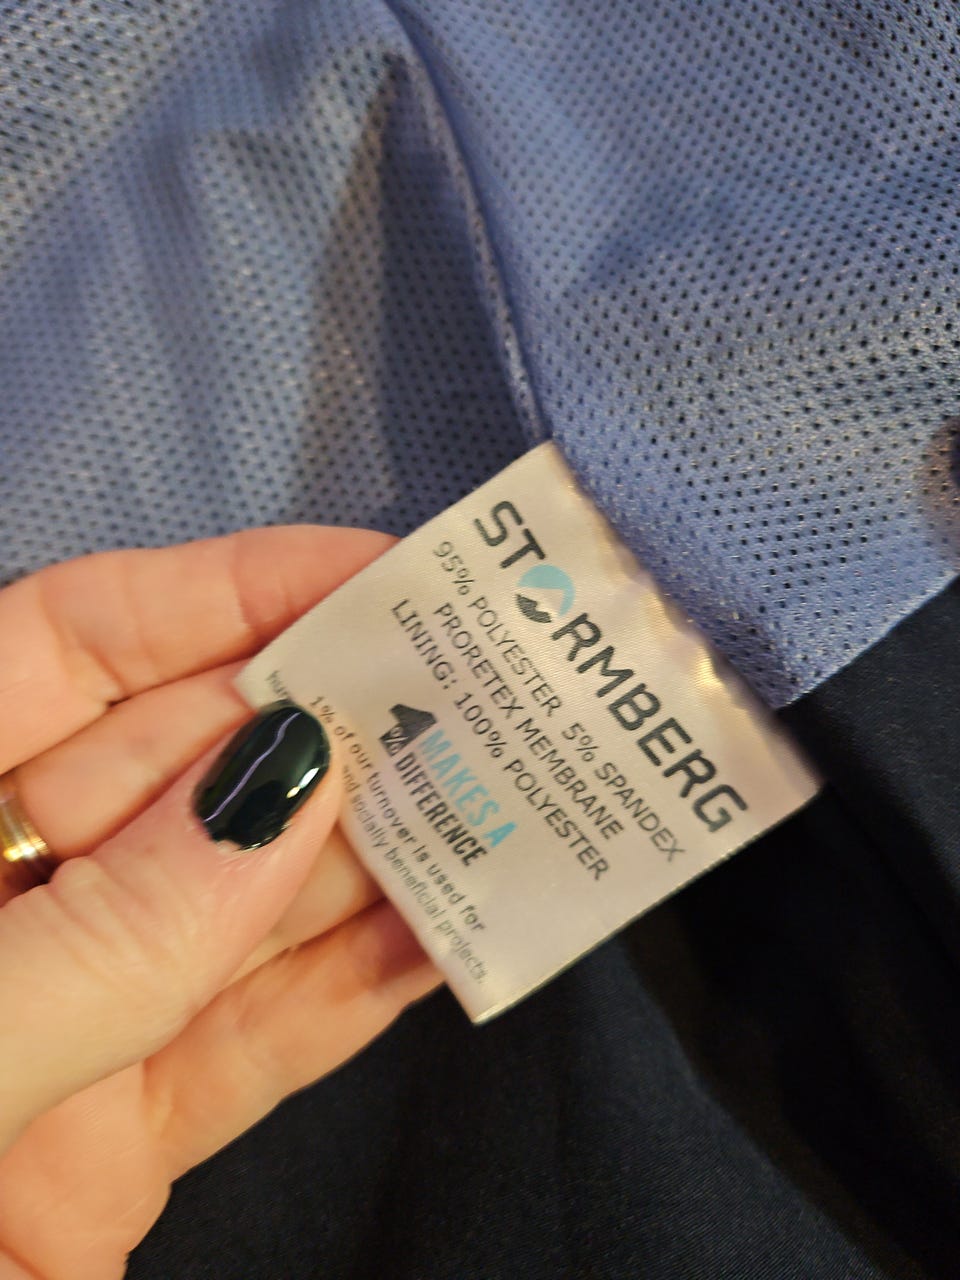 STORMBERG
95% POLYESTER 5% SPANDEX
PRORETEX MEMBRANE
LINING: 100% POLYESTER
1% MAKES A
DIFFERENCE
1% of our turnover is used for
and socially beneficial projects.